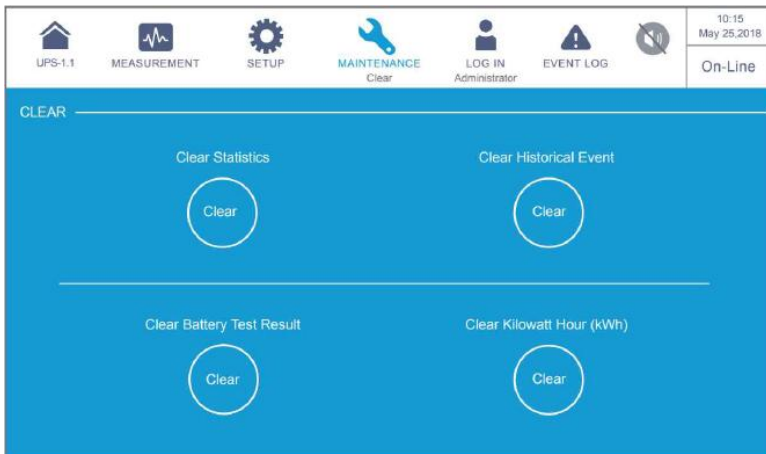 10:15
May 25,2018
UPS-1.1 MEASUREMENT SETUP MAINTENANCE LOG IN EVENT LOG
Clear Administrator
On-Line
CLEAR
Clear Statistics Clear Historical Event
Clear Clear
Clear Battery Test Result Clear Kilowatt Hour (kWh)
Clear Clear